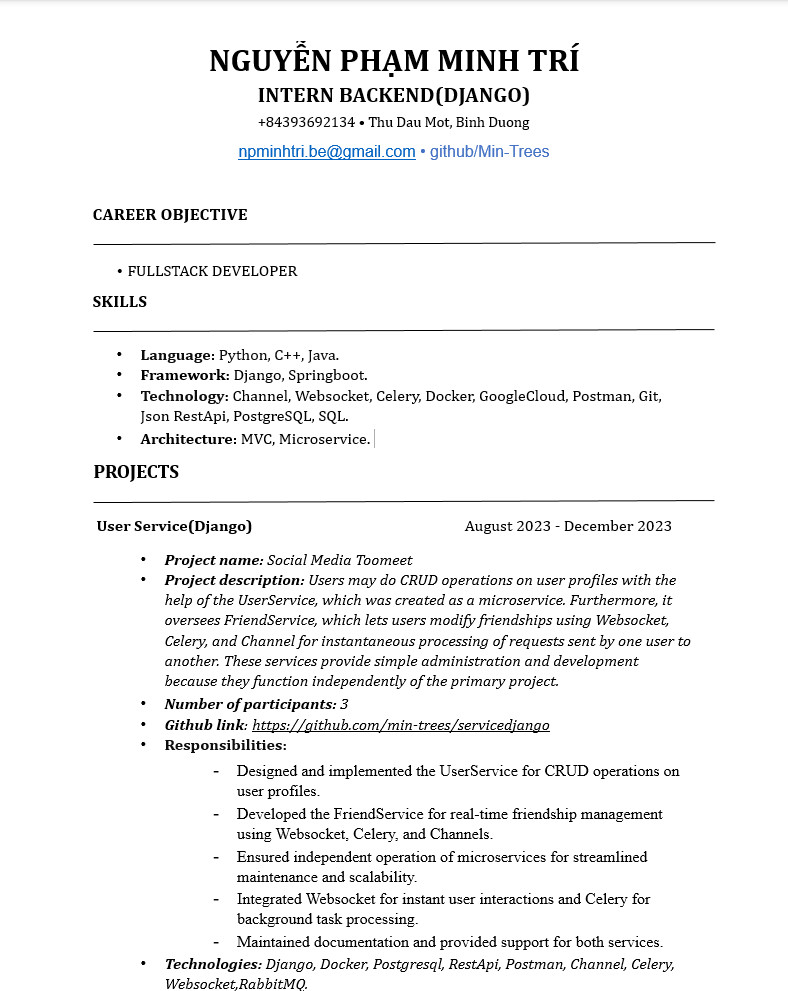 NGUYỄN PHẠM MINH TRÍ
INTERN BACKEND(DJANGO)
+84393692134 • Thu Dau Mot, Binh Duong
npminhtri.be@gmail.com • github/Min-Trees
CAREER OBJECTIVE
• FULLSTACK DEVELOPER
SKILLS
• Language: Python, C++, Java.
• Framework: Django, Springboot.
• Technology: Channel, Websocket, Celery, Docker, GoogleCloud, Postman, Git,
Json RestApi, PostgreSQL, SQL.
• Architecture: MVC, Microservice.
PROJECTS
User Service(Django) August 2023 - December 2023
• Project name: Social Media Toomeet
• Project description: Users may do CRUD operations on user profiles with the
help of the UserService, which was created as a microservice. Furthermore, it
oversees FriendService, which lets users modify friendships using Websocket,
Celery, and Channel for instantaneous processing of requests sent by one user to
another. These services provide simple administration and development
because they function independently of the primary project.
• Number of participants: 3
• Github link: https://github.com/min-trees/servicedjango
• Responsibilities:
- Designed and implemented the UserService for CRUD operations on
user profiles.
- Developed the FriendService for real-time friendship management
using Websocket, Celery, and Channels.
- Ensured independent operation of microservices for streamlined
maintenance and scalability.
- Integrated Websocket for instant user interactions and Celery for
background task processing.
- Maintained documentation and provided support for both services.
• Technologies: Django, Docker, Postgresql, RestApi, Postman, Channel, Celery,
Websocket,RabbitMQ.